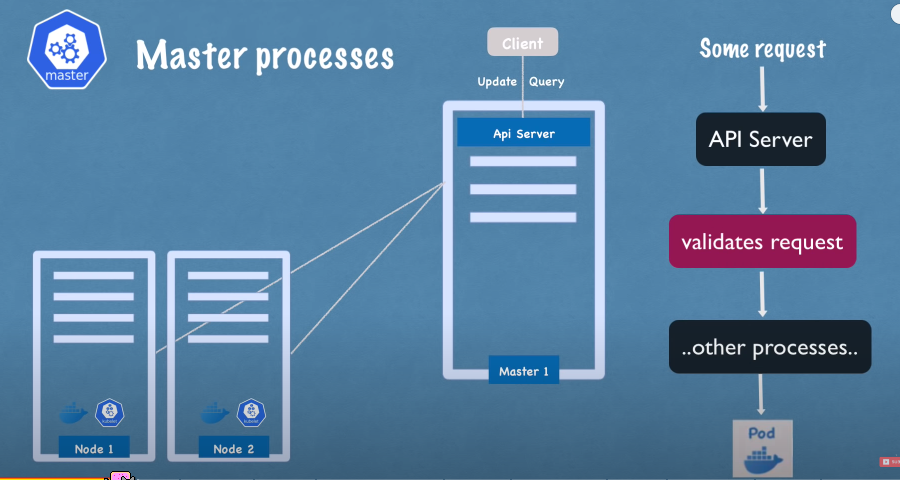 master
Master processes
Client
Update Query
Api Server
Master 1
Node 1
Node 2
Some request
API Server
validates request
..other processes..
Pod